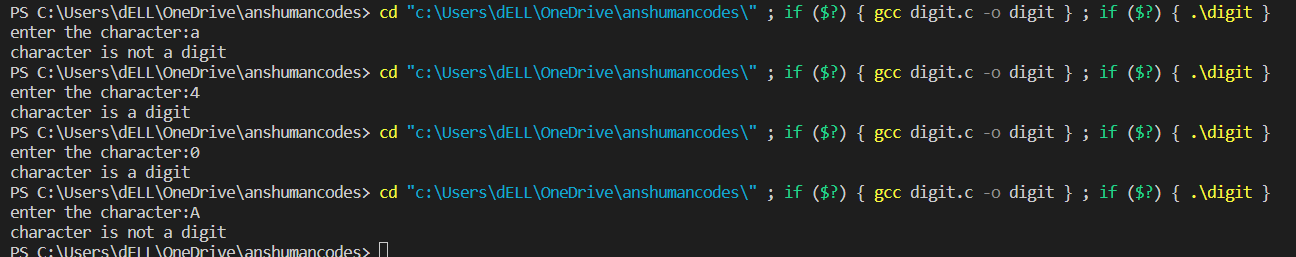 PS C:\Users\dELL\OneDrive\anshumancodes> cd "c:\Users\dELL\OneDrive\anshumancodes\" ; if ($?) { gcc digit.c -o digit } ; if ($?) { .\digit }
enter the character:a
character is not a digit
PS C:\Users\dELL\OneDrive\anshumancodes> cd "c:\Users\dELL\OneDrive\anshumancodes\" ; if ($?) { gcc digit.c -o digit } ; if ($?) { .\digit }
enter the character:4
character is a digit
PS C:\Users\dELL\OneDrive\anshumancodes> cd "c:\Users\dELL\OneDrive\anshumancodes\" ; if ($?) { gcc digit.c -o digit } ; if ($?) { .\digit }
enter the character:0
character is a digit
PS C:\Users\dELL\OneDrive\anshumancodes> cd "c:\Users\dELL\OneDrive\anshumancodes\" ; if ($?) { gcc digit.c -o digit } ; if ($?) { .\digit }
enter the character:A
character is not a digit
PS C:\Users\dELL\OneDrive\anshumancodes>